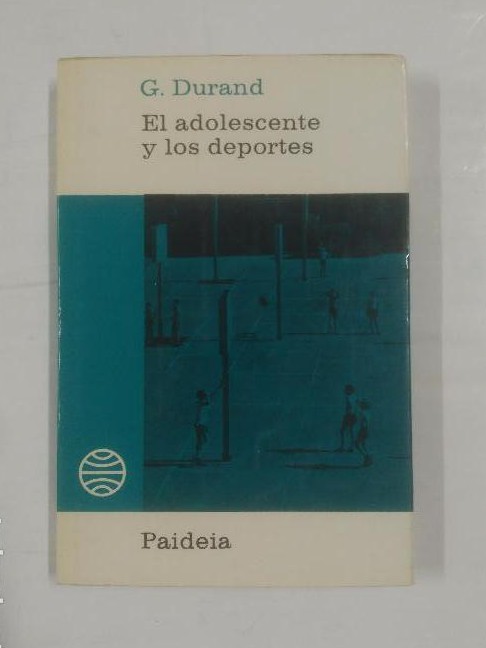 G. Durand
El adolescente
y los deportes
Paideia